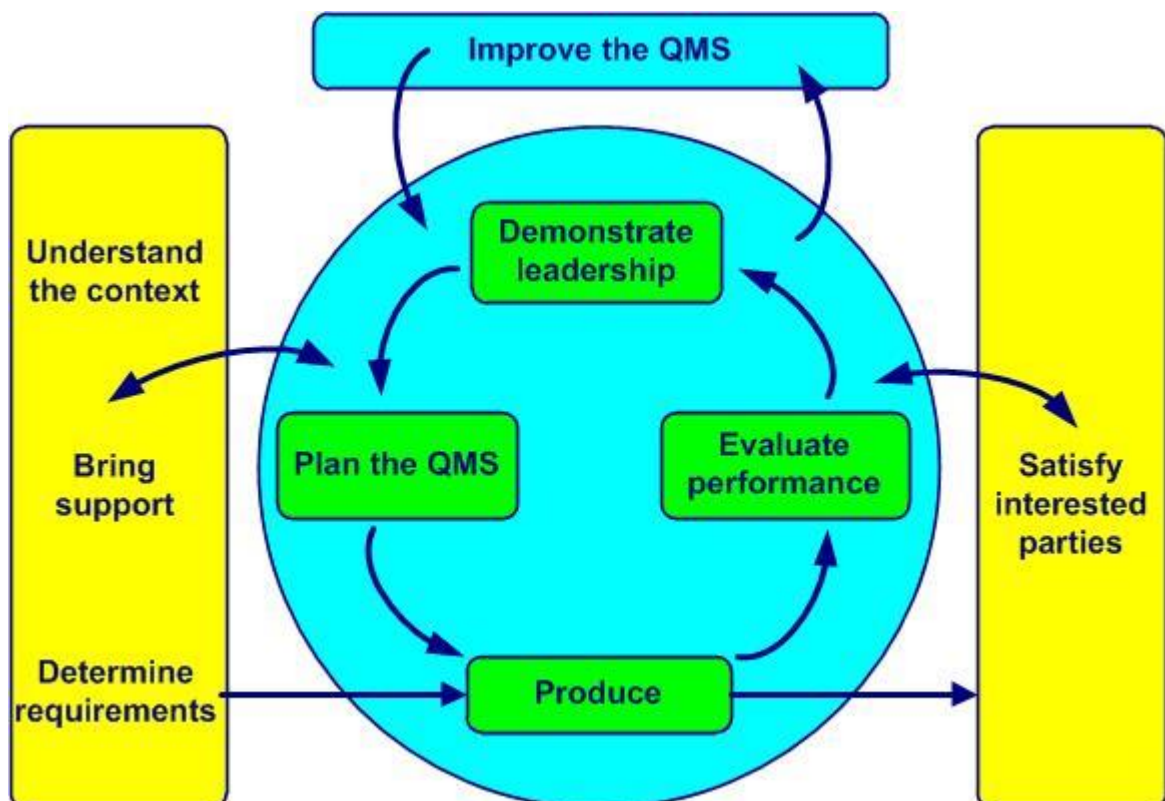 Improve the QMS
Understand
the context
Bring
support
Determine
requirements
Demonstrate
leadership
Plan the QMS
Evaluate
performance
Produce
Satisfy
interested
parties